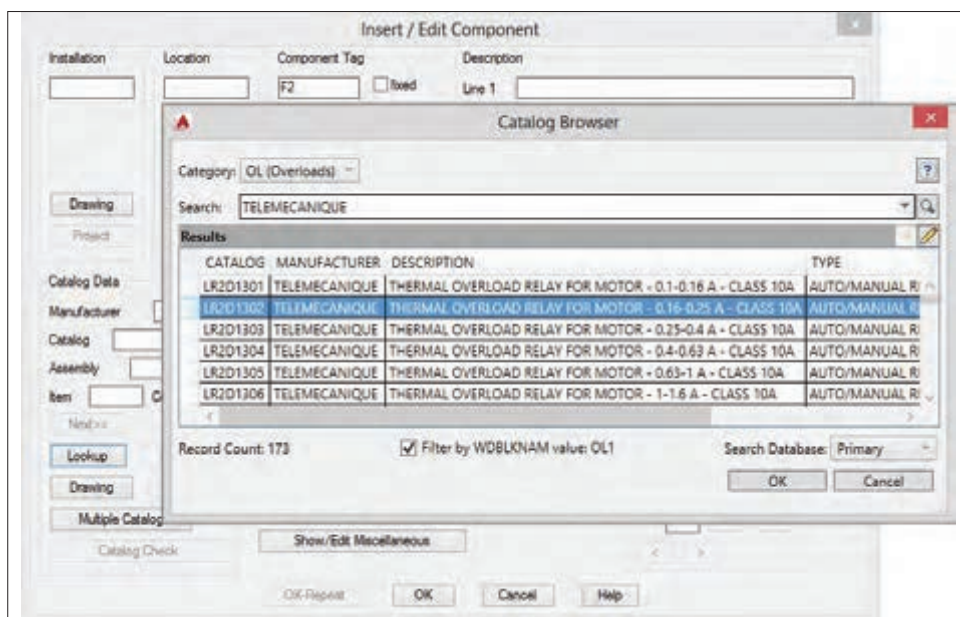 Insert / Edit Component
Installation Location Component Tag Description
F2 fixed Line 1
Catalog Browser
Category: OL (Overloads)
Drawing
Search: TELEMECANIQUE
Project
Results
CATALOG MANUFACTURER DESCRIPTION TYPE
Catalog Data
LR2D1301 TELEMECANIQUE THERMAL OVERLOAD RELAY FOR MOTOR - 0.1-0.16 A - CLASS 10A AUTO/MANUAL R
Manufacturer
LR2D1302 TELEMECANIQUE THERMAL OVERLOAD RELAY FOR MOTOR - 0.16-0.25 A - CLASS 10A AUTO/MANUAL R
LR2D1303 TELEMECANIQUE THERMAL OVERLOAD RELAY FOR MOTOR - 0.25-0.4 A - CLASS 10A AUTO/MANUAL R
Catalog
LR2D1304 TELEMECANIQUE THERMAL OVERLOAD RELAY FOR MOTOR - 0.4-0.63 A - CLASS 10A AUTO/MANUAL R
Assembly
LR2D1305 TELEMECANIQUE THERMAL OVERLOAD RELAY FOR MOTOR - 0.63-1 A - CLASS 10A AUTO/MANUAL R
Item C
LR2D1306 TELEMECANIQUE THERMAL OVERLOAD RELAY FOR MOTOR - 1-1.6 A - CLASS 10A AUTO/MANUAL R
Next>>
Record Count: 173 Filter by WDBLKNAM value: OL1 Search Database: Primary
Lookup
OK Cancel
Drawing
Multiple Catalog
Show/Edit Miscellaneous
Catalog Check
OK-Repeat OK Cancel Help